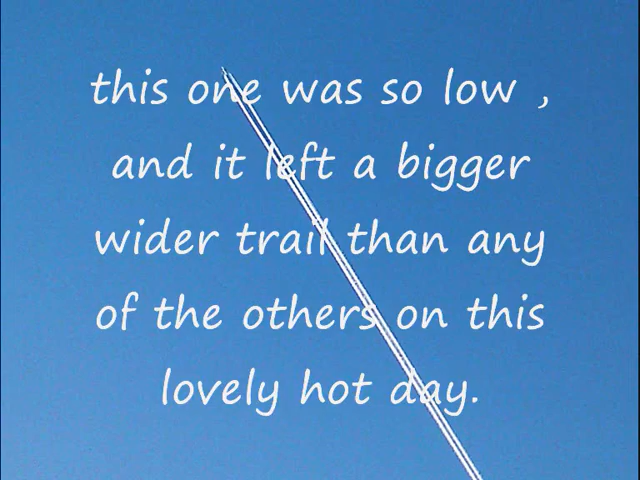 this one was so low ,
and it left a bigger
wider trail than any
of the others on this
lovely hot day.